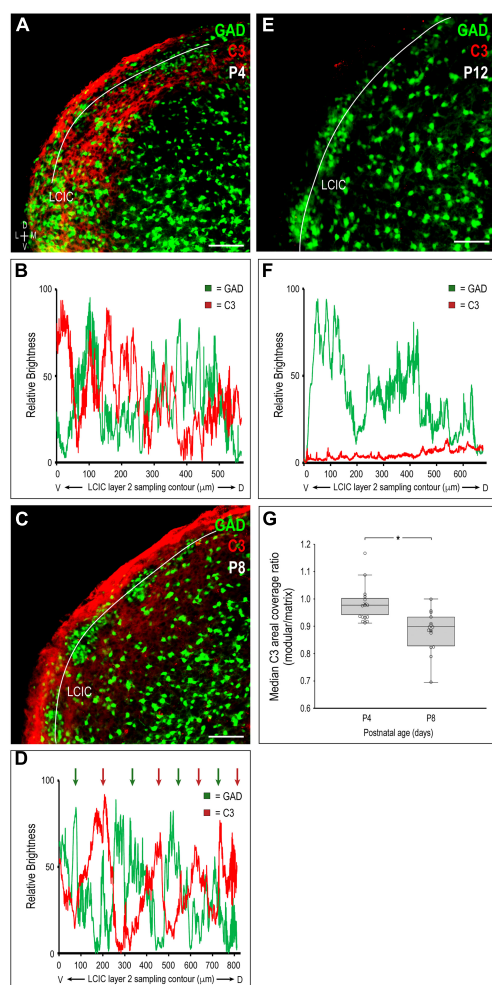 A
GAD
C3
P4
LCIC
D
L M
V
E
GAD
C3
P12
LCIC
B
= GAD
= C3
Relative Brightness
100
50
0
0 100 200 300 400 500
V ← LCIC layer 2 sampling contour (μm) → D
F
= GAD
= C3
Relative Brightness
100
50
0
0 100 200 300 400 500 600
V ← LCIC layer 2 sampling contour (μm) → D
C
GAD
C3
P8
LCIC
G
*
Median C3 areal coverage ratio
(modular/matrix)
1.2
1.0
1.0
0.9
0.8
0.7
0.6
P4 P8
Postnatal age (days)
D
= GAD
= C3
Relative Brightness
100
50
0
0 100 200 300 400 500 600 700 800
V ← LCIC layer 2 sampling contour (μm) → D